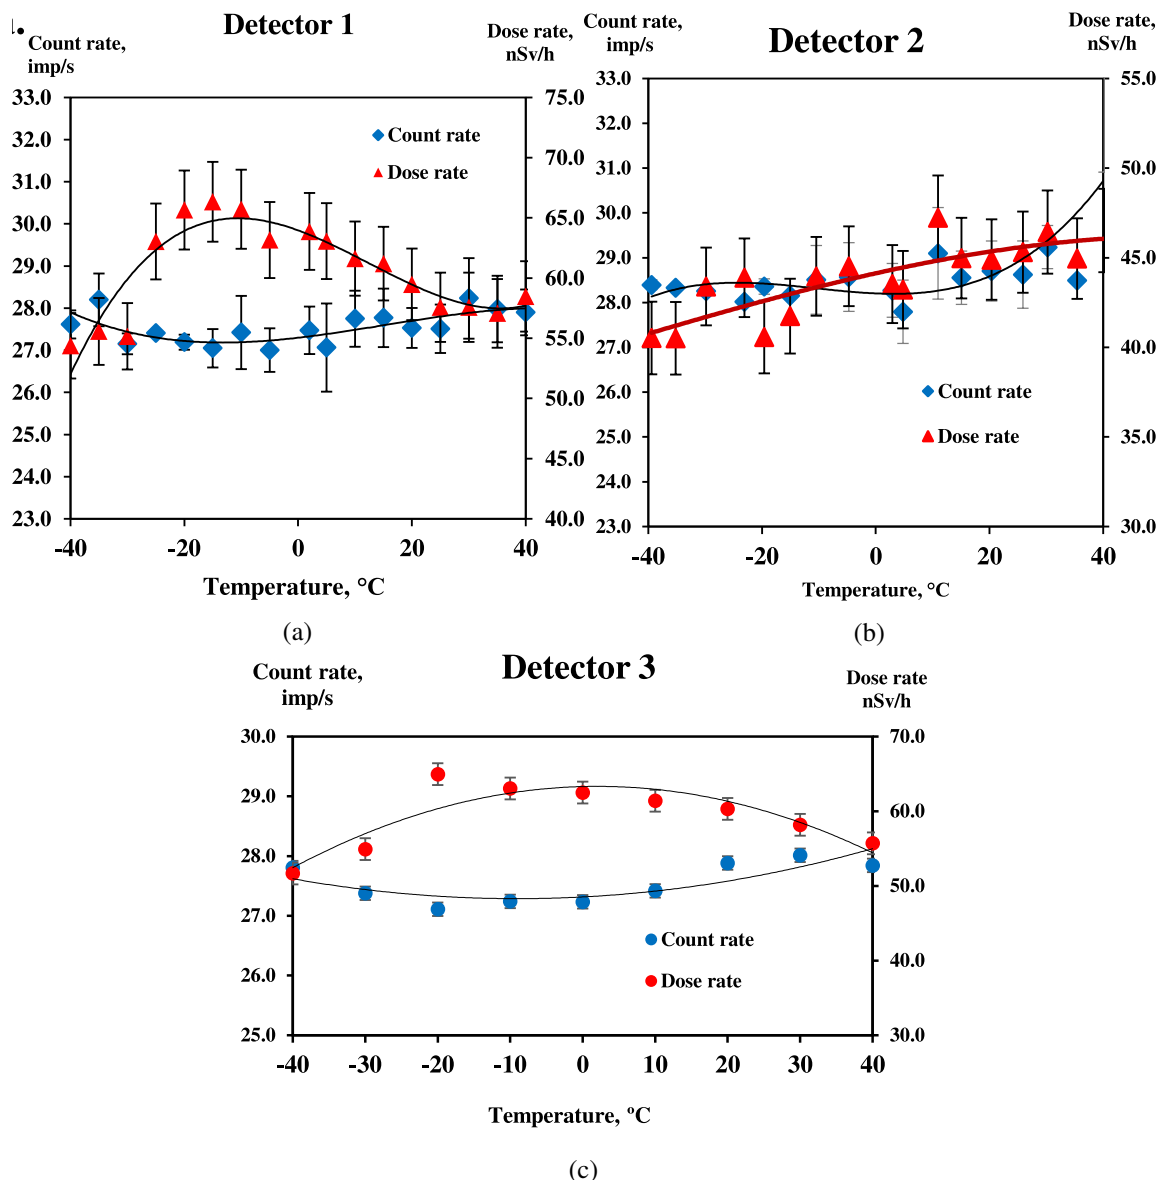 Detector 1
Count rate,
imp/s
Dose rate,
nSv/h
33.0
32.0
31.0
30.0
29.0
28.0
27.0
26.0
25.0
24.0
23.0
75.0
70.0
65.0
60.0
55.0
50.0
45.0
40.0
Count rate
Dose rate
-40
-20
0
20
40
Temperature, °C
(a)
Detector 2
Count rate,
imp/s
Dose rate,
nSv/h
33.0
32.0
31.0
30.0
29.0
28.0
27.0
26.0
25.0
24.0
23.0
55.0
50.0
45.0
40.0
35.0
30.0
Count rate
Dose rate
-40
-20
0
20
40
Temperature, °C
(b)
Detector 3
Count rate,
imp/s
Dose rate
nSv/h
30.0
29.0
28.0
27.0
26.0
25.0
70.0
60.0
50.0
40.0
30.0
Count rate
Dose rate
-40
-30
-20
-10
0
10
20
30
40
Temperature, ºC
(c)